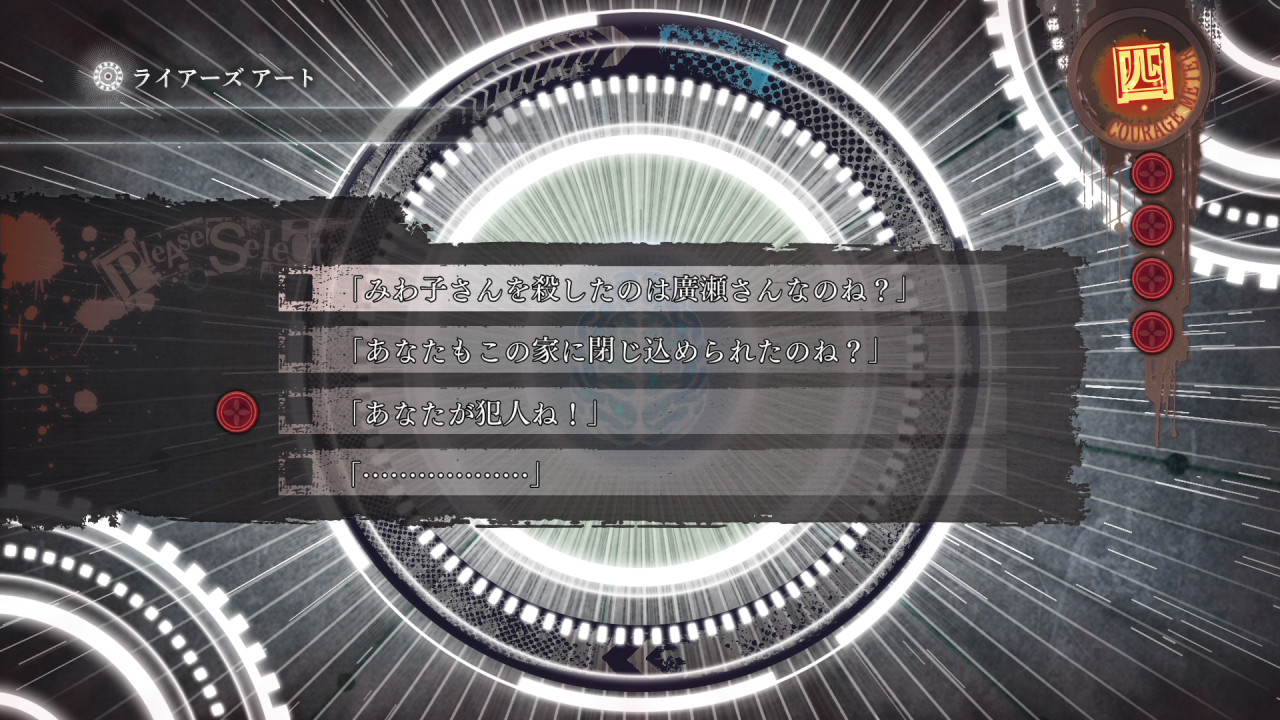 ライアーズ アート
匹
COURAGE METER
Please Select
「みわ子さんを殺したのは廣瀬さんなのね？」
「あなたもこの家に閉じ込められたのね？」
「あなたが犯人ね！」
「………………」